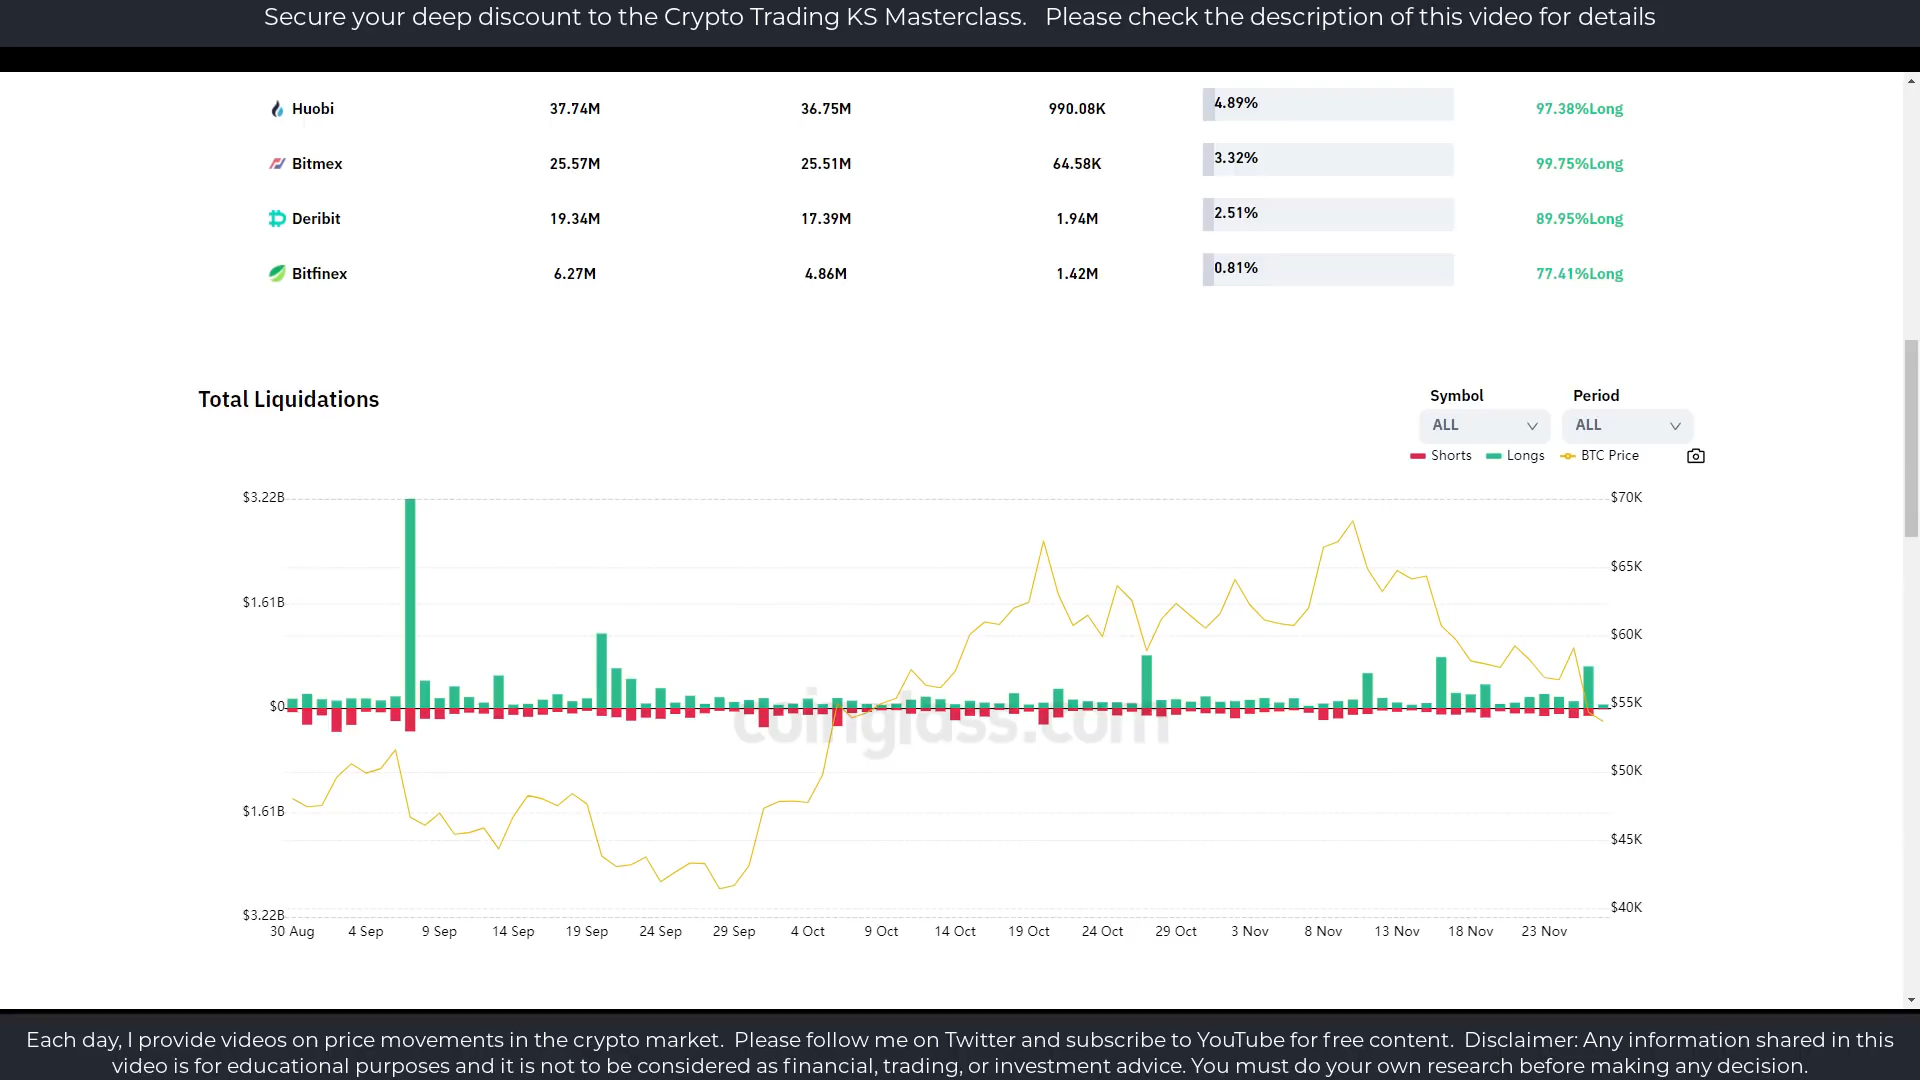 Secure your deep discount to the Crypto Trading KS Masterclass. Please check the description of this video for details
Huobi 37.74M 36.75M 990.08K 4.89% 97.38%Long
Bitmex 25.57M 25.51M 64.58K 3.32% 99.75%Long
Deribit 19.34M 17.39M 1.94M 2.51% 89.95%Long
Bitfinex 6.27M 4.86M 1.42M 0.81% 77.41%Long
Total Liquidations
Symbol Period
ALL ALL
Shorts Longs BTC Price
$3.22B $70K
$65K
$1.61B
$60K
$0 $55K
coinglass.com
$50K
$1.61B
$45K
$40K
$3.22B
30 Aug 4 Sep 9 Sep 14 Sep 19 Sep 24 Sep 29 Sep 4 Oct 9 Oct 14 Oct 19 Oct 24 Oct 29 Oct 3 Nov 8 Nov 13 Nov 18 Nov 23 Nov
Each day, I provide videos on price movements in the crypto market. Please follow me on Twitter and subscribe to YouTube for free content. Disclaimer: Any information shared in this
video is for educational purposes and it is not to be considered as financial, trading, or investment advice. You must do your own research before making any decision.